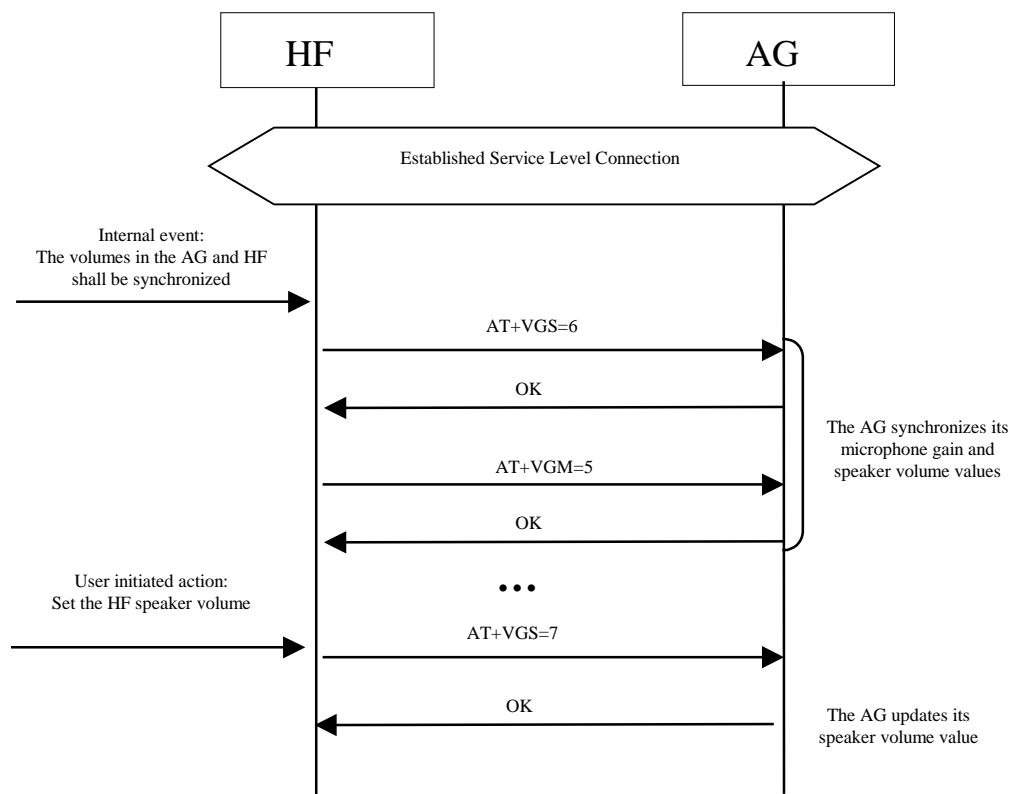 HF
AG
Established Service Level Connection
Internal event:
The volumes in the AG and HF
shall be synchronized
AT+VGS=6
OK
The AG synchronizes its
microphone gain and
speaker volume values
AT+VGM=5
OK
User initiated action:
Set the HF speaker volume
...
AT+VGS=7
OK
The AG updates its
speaker volume value